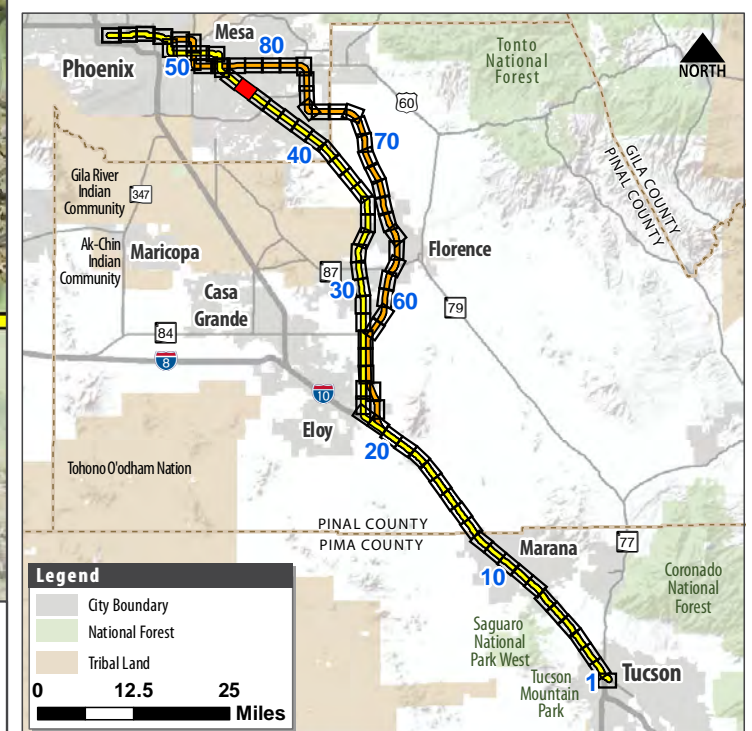 Mesa
80
Tonto
National
Forest
NORTH
Phoenix
50
60
70
40
GILA COUNTY
PINAL COUNTY
Gila River
Indian
Community
347
Ak-Chin
Indian
Community
Maricopa
Florence
87
30
Casa
Grande
60
79
84
8
10
Eloy
20
Tohono O'odham Nation
PINAL COUNTY
PIMA COUNTY
Marana
77
10
Coronado
National
Forest
Saguaro
National
Park West
Tucson
Mountain
Park
1
Tucson
Legend
City Boundary
National Forest
Tribal Land
0 12.5 25
Miles